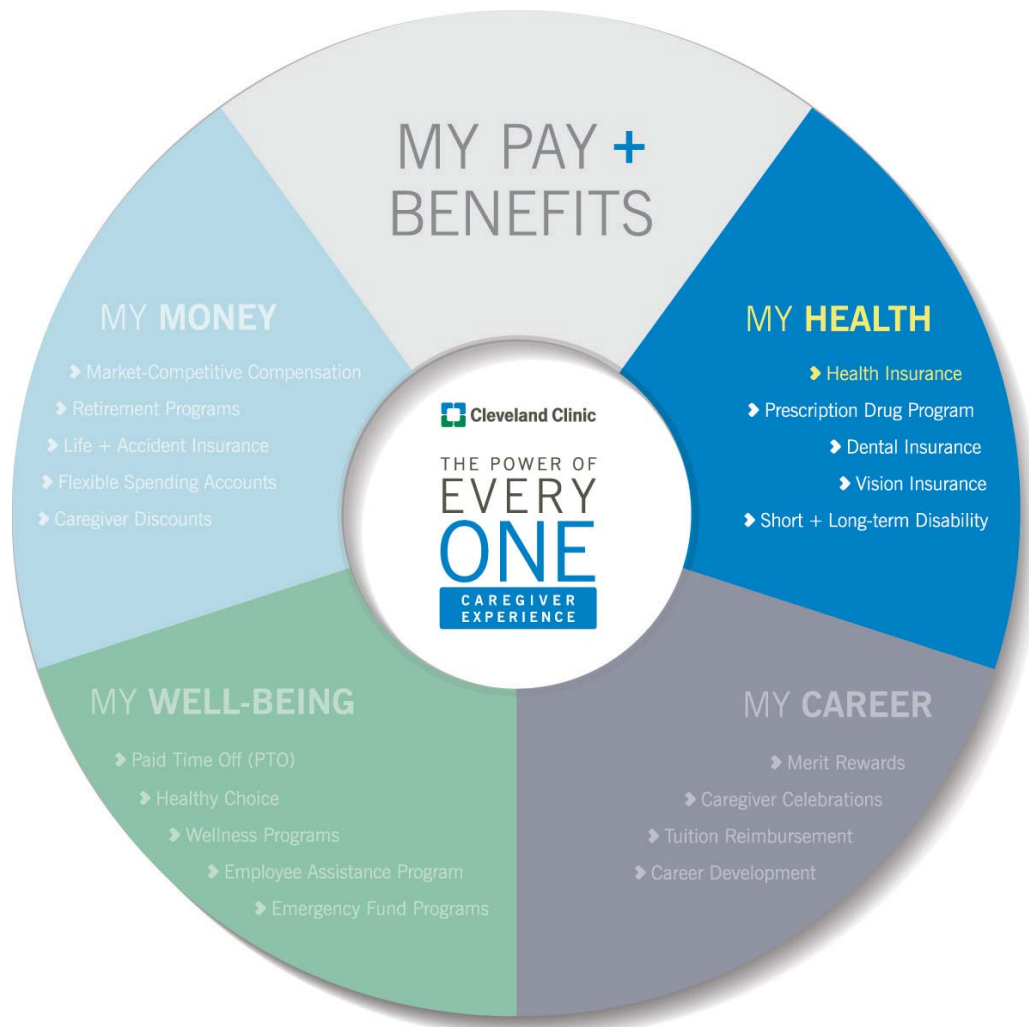 MY PAY +
BENEFITS
MY MONEY
Market-Competitive Compensation
Retirement Programs
Life + Accident Insurance
Flexible Spending Accounts
Caregiver Discounts
MY HEALTH
Health Insurance
Prescription Drug Program
Dental Insurance
Vision Insurance
Short + Long-term Disability
Cleveland Clinic
THE POWER OF
EVERY
ONE
CAREGIVER
EXPERIENCE
MY WELL-BEING
Paid Time Off (PTO)
Healthy Choice
Wellness Programs
Employee Assistance Program
Emergency Fund Programs
MY CAREER
Merit Rewards
Caregiver Celebrations
Tuition Reimbursement
Career Development